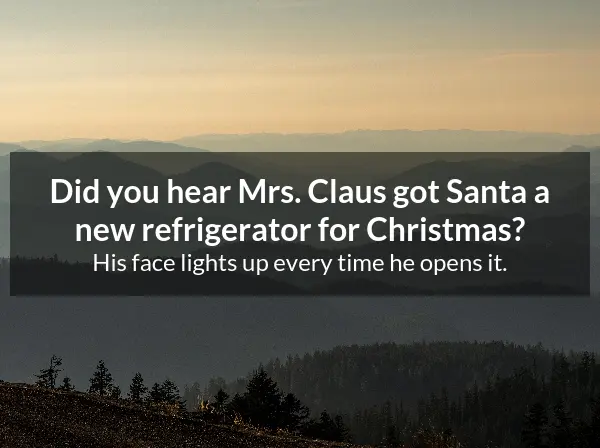 Did you hear Mrs. Claus got Santa a
new refrigerator for Christmas?
His face lights up every time he opens it.